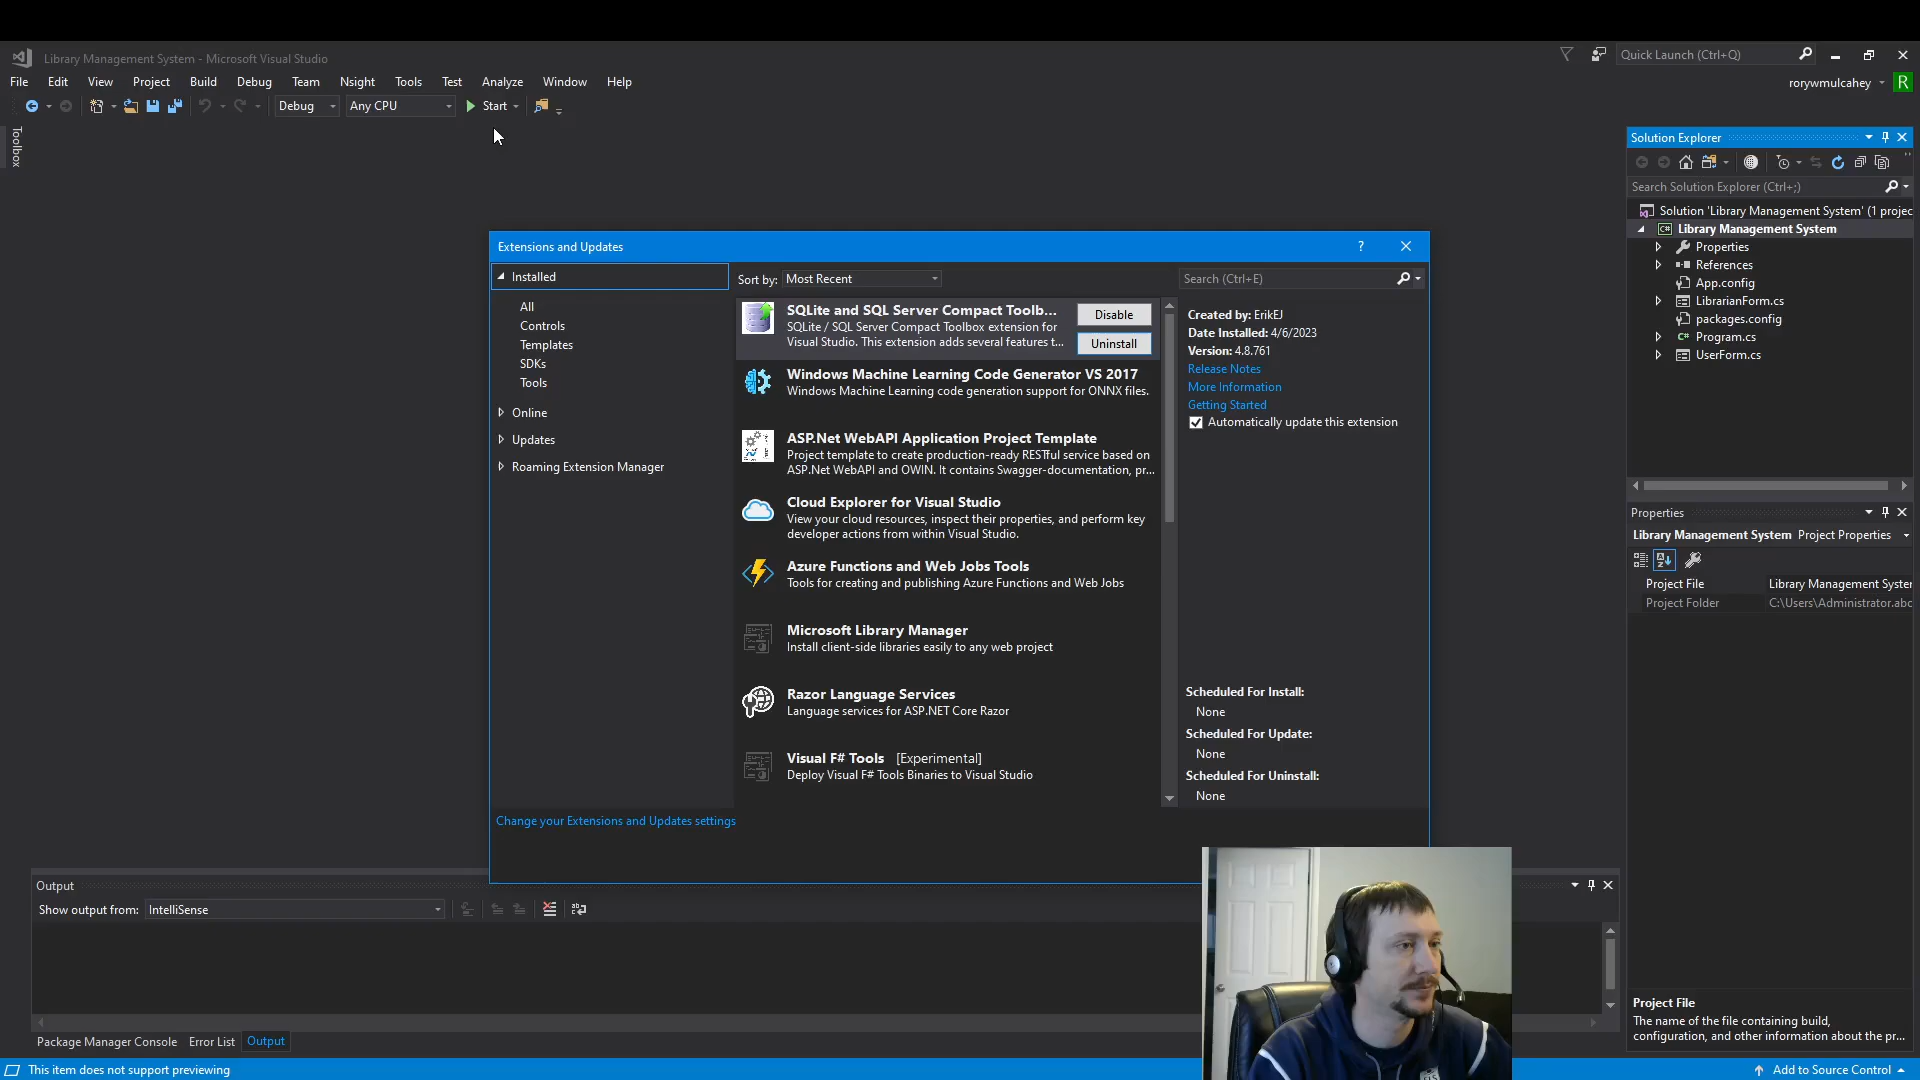 Library Management System - Microsoft Visual Studio
Quick Launch (Ctrl+Q)
File Edit View Project Build Debug Team Nsight Tools Test Analyze Window Help
rorywmulcahey R
Debug Any CPU Start
Toolbox
Solution Explorer
Search Solution Explorer (Ctrl+;)
Solution 'Library Management System' (1 projec
C# Library Management System
Properties
References
App.config
LibrarianForm.cs
packages.config
C# Program.cs
UserForm.cs
Extensions and Updates
Installed
All
Controls
Templates
SDKs
Tools
Online
Updates
Roaming Extension Manager
Sort by: Most Recent
Search (Ctrl+E)
SQLite and SQL Server Compact Toolb...
SQLite / SQL Server Compact Toolbox extension for
Visual Studio. This extension adds several features t...
Disable
Uninstall
Windows Machine Learning Code Generator VS 2017
Windows Machine Learning code generation support for ONNX files.
ASP.Net WebAPI Application Project Template
Project template to create production-ready RESTful service based on
ASP.Net WebAPI and OWIN. It contains Swagger-documentation, pr...
Cloud Explorer for Visual Studio
View your cloud resources, inspect their properties, and perform key
developer actions from within Visual Studio.
Azure Functions and Web Jobs Tools
Tools for creating and publishing Azure Functions and Web Jobs
Microsoft Library Manager
Install client-side libraries easily to any web project
Razor Language Services
Language services for ASP.NET Core Razor
Visual F# Tools [Experimental]
Deploy Visual F# Tools Binaries to Visual Studio
Created by: ErikEJ
Date Installed: 4/6/2023
Version: 4.8.761
Release Notes
More Information
Getting Started
Automatically update this extension
Scheduled For Install:
None
Scheduled For Update:
None
Scheduled For Uninstall:
None
Change your Extensions and Updates settings
Properties
Library Management System Project Properties
Project File Library Management Syster
Project Folder C:\Users\Administrator.abc
Project File
The name of the file containing build,
configuration, and other information about the pr...
Output
Show output from: IntelliSense
Package Manager Console Error List Output
This item does not support previewing
Add to Source Control